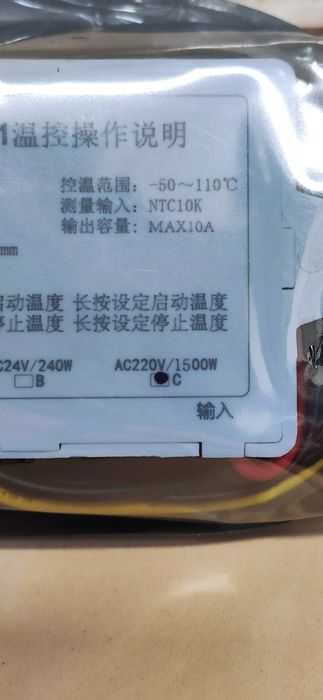 1温控操作说明
控温范围：-50～110℃
测量输入：NTC10K
输出容量：MAX10A
mm
启动温度 长按设定启动温度
停止温度 长按设定停止温度
C24V/240W AC220V/1500W
B C
输入